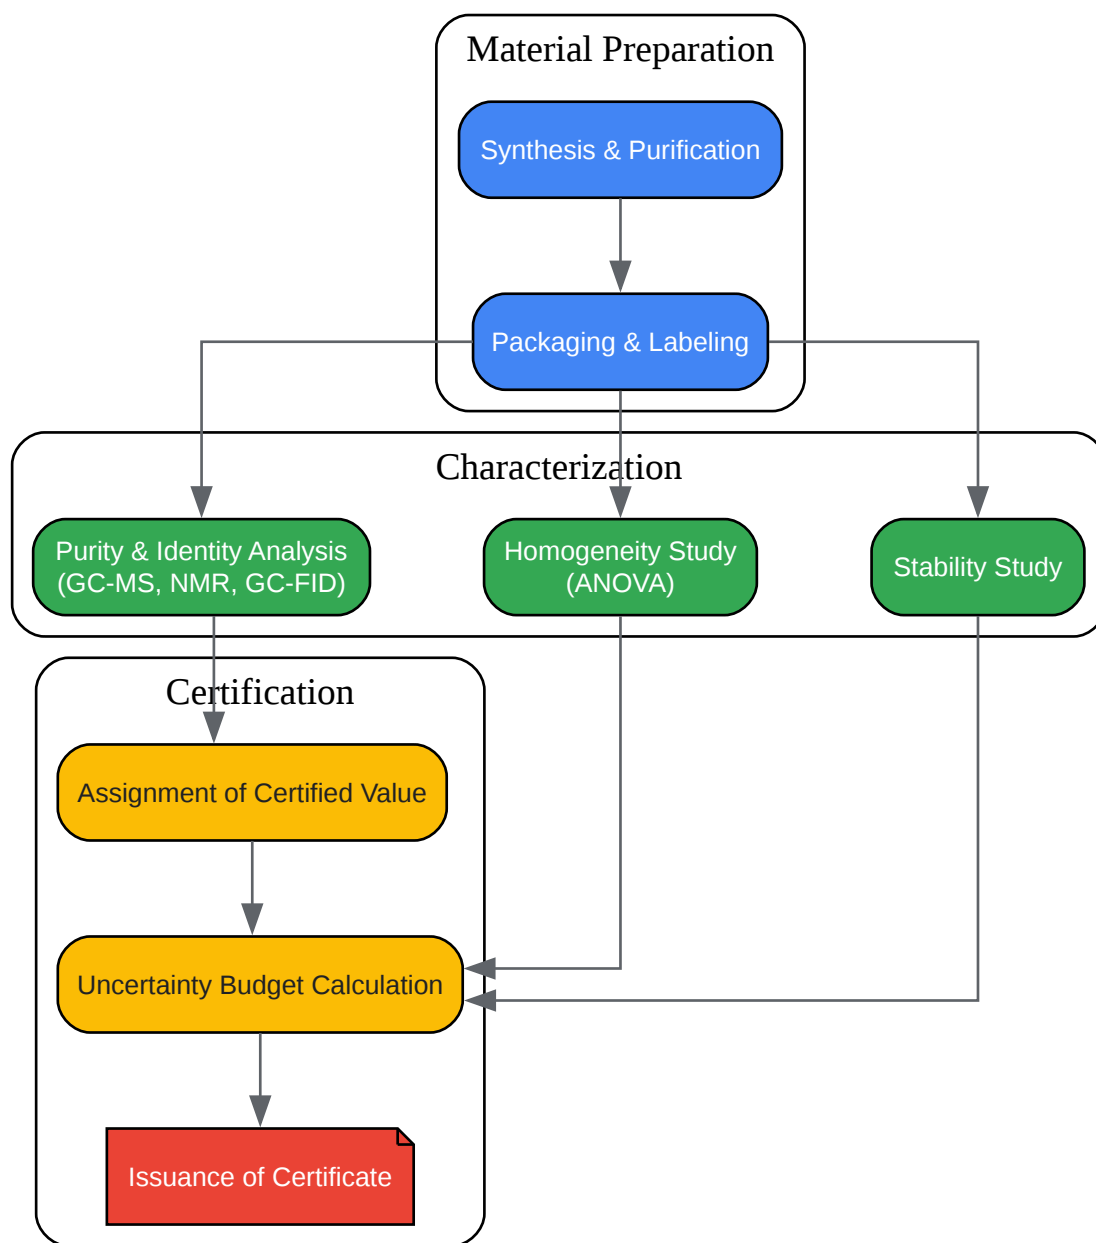 Material Preparation
Synthesis & Purification
Packaging & Labeling
Characterization
Purity & Identity Analysis
(GC-MS, NMR, GC-FID)
Homogeneity Study
(ANOVA)
Stability Study
Certification
Assignment of Certified Value
Uncertainty Budget Calculation
Issuance of Certificate